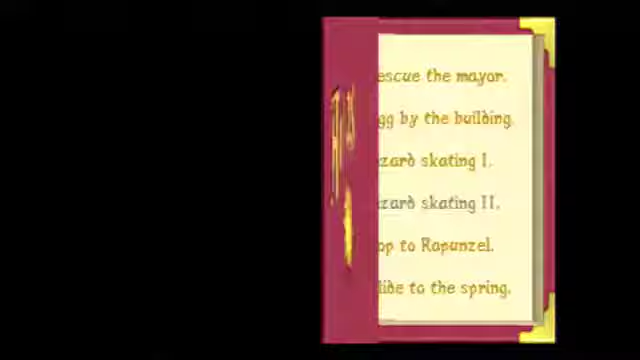 escue the mayor.
gg by the building.
zard skating I.
zard skating II.
op to Rapunzel.
lide to the spring.